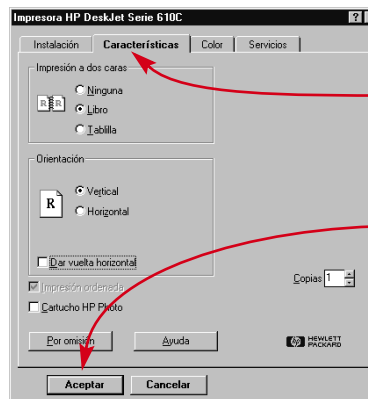 Impresora HP DeskJet Serie 610C
Instalación Características Color Servicios
Impresión a dos caras
Ninguna
Libro
Tablilla
Orientación
Vertical
Horizontal
Dar vuelta horizontal
Copias 1
Impresión ordenada
Cartucho HP Photo
Por omisión Ayuda
HEWLETT
PACKARD
Aceptar Cancelar